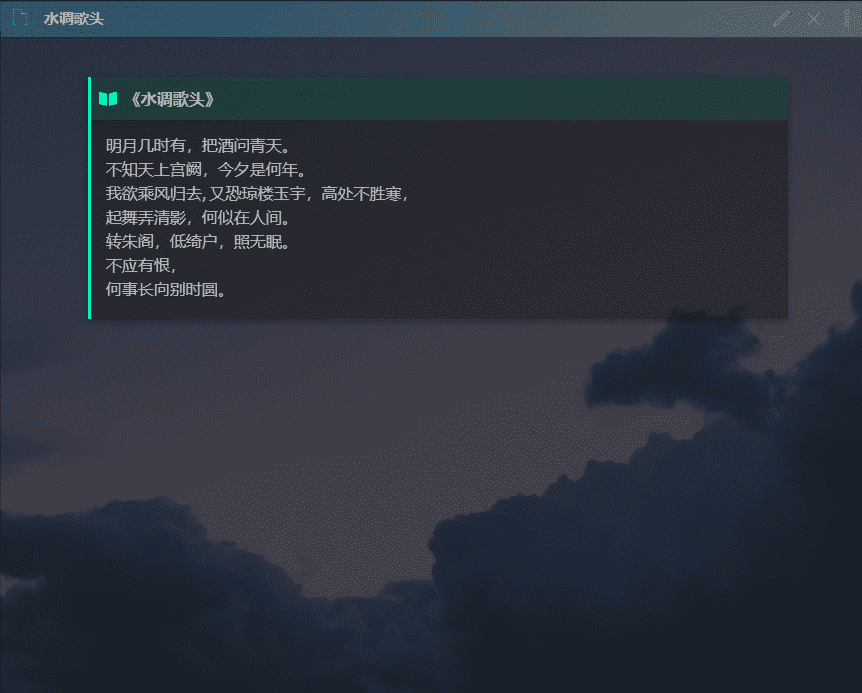 水调歌头
《水调歌头》
明月几时有，把酒问青天。
不知天上宫阙，今夕是何年。
我欲乘风归去,又恐琼楼玉宇，高处不胜寒，
起舞弄清影，何似在人间。
转朱阁，低绮户，照无眠。
不应有恨，
何事长向别时圆。